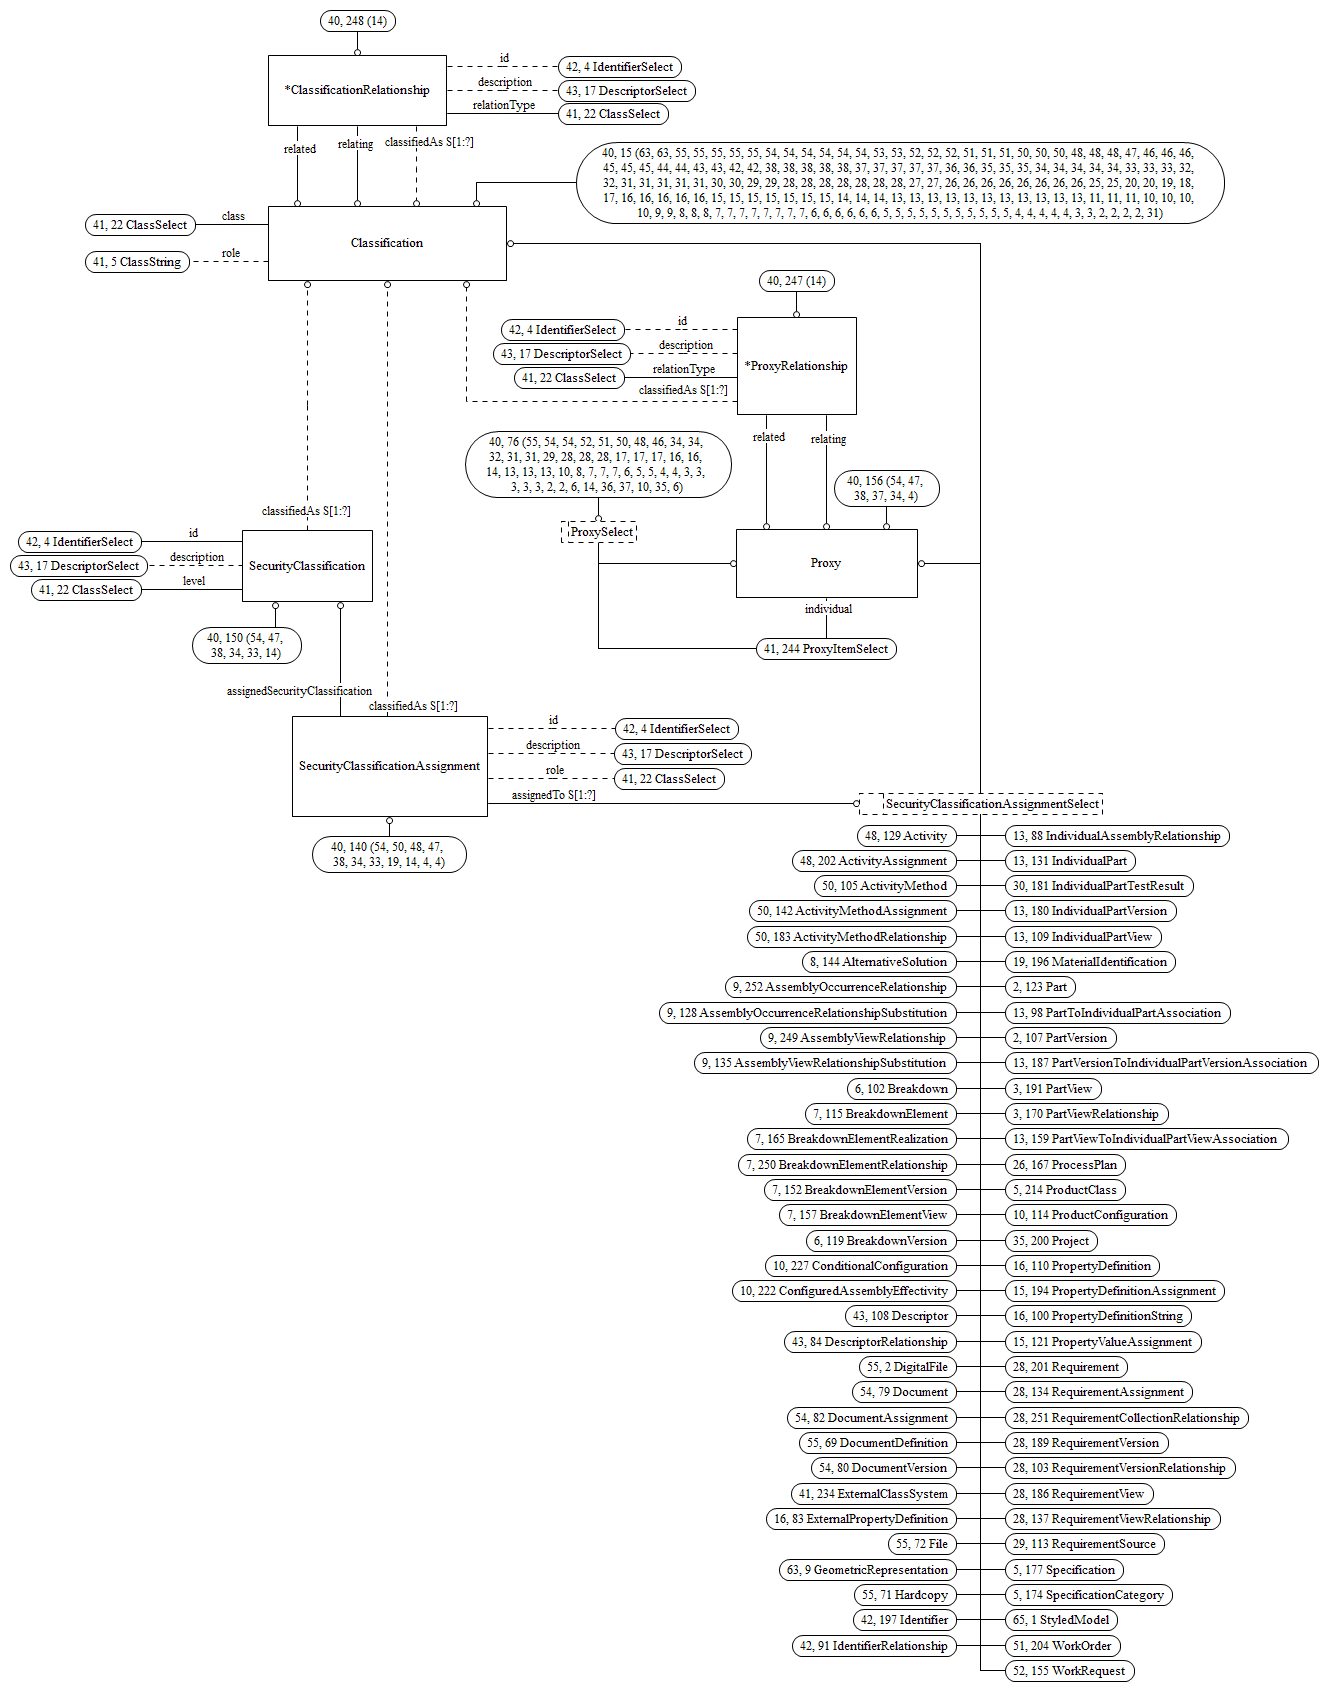 40, 248 (14)
*ClassificationRelationship
id
42, 4 IdentifierSelect
description
43, 17 DescriptorSelect
relationType
41, 22 ClassSelect
related
relating
classifiedAs S[1:?]
40, 15 (63, 63, 55, 55, 55, 55, 55, 54, 54, 54, 54, 54, 54, 53, 53, 52, 52, 52, 51, 51, 51, 50, 50, 50, 48, 48, 48, 47, 46, 46, 46,
45, 45, 45, 44, 44, 43, 43, 42, 42, 38, 38, 38, 38, 38, 37, 37, 37, 37, 37, 36, 36, 35, 35, 35, 34, 34, 34, 34, 34, 33, 33, 33, 32,
32, 31, 31, 31, 31, 31, 30, 30, 29, 29, 28, 28, 28, 28, 28, 28, 28, 27, 27, 26, 26, 26, 26, 26, 26, 26, 26, 25, 25, 20, 20, 19, 18,
17, 16, 16, 16, 16, 16, 15, 15, 15, 15, 15, 15, 15, 14, 14, 14, 13, 13, 13, 13, 13, 13, 13, 13, 13, 13, 11, 11, 11, 10, 10, 10,
10, 9, 9, 8, 8, 8, 7, 7, 7, 7, 7, 7, 7, 7, 6, 6, 6, 6, 6, 6, 5, 5, 5, 5, 5, 5, 5, 5, 5, 5, 5, 4, 4, 4, 4, 4, 3, 3, 2, 2, 2, 2, 31)
41, 22 ClassSelect
class
Classification
41, 5 ClassString
role
40, 247 (14)
42, 4 IdentifierSelect
id
43, 17 DescriptorSelect
description
41, 22 ClassSelect
relationType
classifiedAs S[1:?]
*ProxyRelationship
related
relating
40, 76 (55, 54, 54, 52, 51, 50, 48, 46, 34, 34,
32, 31, 31, 29, 28, 28, 28, 17, 17, 17, 16, 16,
14, 13, 13, 13, 10, 8, 7, 7, 7, 6, 5, 5, 4, 4, 3, 3,
3, 3, 3, 2, 2, 6, 14, 36, 37, 10, 35, 6)
40, 156 (54, 47,
38, 37, 34, 4)
ProxySelect
Proxy
individual
41, 244 ProxyItemSelect
classifiedAs S[1:?]
42, 4 IdentifierSelect
id
43, 17 DescriptorSelect
description
41, 22 ClassSelect
level
SecurityClassification
40, 150 (54, 47,
38, 34, 33, 14)
assignedSecurityClassification
classifiedAs S[1:?]
SecurityClassificationAssignment
id
42, 4 IdentifierSelect
description
43, 17 DescriptorSelect
role
41, 22 ClassSelect
assignedTo S[1:?]
SecurityClassificationAssignmentSelect
40, 140 (54, 50, 48, 47,
38, 34, 33, 19, 14, 4, 4)
48, 129 Activity
13, 88 IndividualAssemblyRelationship
48, 202 ActivityAssignment
13, 131 IndividualPart
50, 105 ActivityMethod
30, 181 IndividualPartTestResult
50, 142 ActivityMethodAssignment
13, 180 IndividualPartVersion
50, 183 ActivityMethodRelationship
13, 109 IndividualPartView
8, 144 AlternativeSolution
19, 196 MaterialIdentification
9, 252 AssemblyOccurrenceRelationship
2, 123 Part
9, 128 AssemblyOccurrenceRelationshipSubstitution
13, 98 PartToIndividualPartAssociation
9, 249 AssemblyViewRelationship
2, 107 PartVersion
9, 135 AssemblyViewRelationshipSubstitution
13, 187 PartVersionToIndividualPartVersionAssociation
6, 102 Breakdown
3, 191 PartView
7, 115 BreakdownElement
3, 170 PartViewRelationship
7, 165 BreakdownElementRealization
13, 159 PartViewToIndividualPartViewAssociation
7, 250 BreakdownElementRelationship
26, 167 ProcessPlan
7, 152 BreakdownElementVersion
5, 214 ProductClass
7, 157 BreakdownElementView
10, 114 ProductConfiguration
6, 119 BreakdownVersion
35, 200 Project
10, 227 ConditionalConfiguration
16, 110 PropertyDefinition
10, 222 ConfiguredAssemblyEffectivity
15, 194 PropertyDefinitionAssignment
43, 108 Descriptor
16, 100 PropertyDefinitionString
43, 84 DescriptorRelationship
15, 121 PropertyValueAssignment
55, 2 DigitalFile
28, 201 Requirement
54, 79 Document
28, 134 RequirementAssignment
54, 82 DocumentAssignment
28, 251 RequirementCollectionRelationship
55, 69 DocumentDefinition
28, 189 RequirementVersion
54, 80 DocumentVersion
28, 103 RequirementVersionRelationship
41, 234 ExternalClassSystem
28, 186 RequirementView
16, 83 ExternalPropertyDefinition
28, 137 RequirementViewRelationship
55, 72 File
29, 113 RequirementSource
63, 9 GeometricRepresentation
5, 177 Specification
55, 71 Hardcopy
5, 174 SpecificationCategory
42, 197 Identifier
65, 1 StyledModel
42, 91 IdentifierRelationship
51, 204 WorkOrder
52, 155 WorkRequest